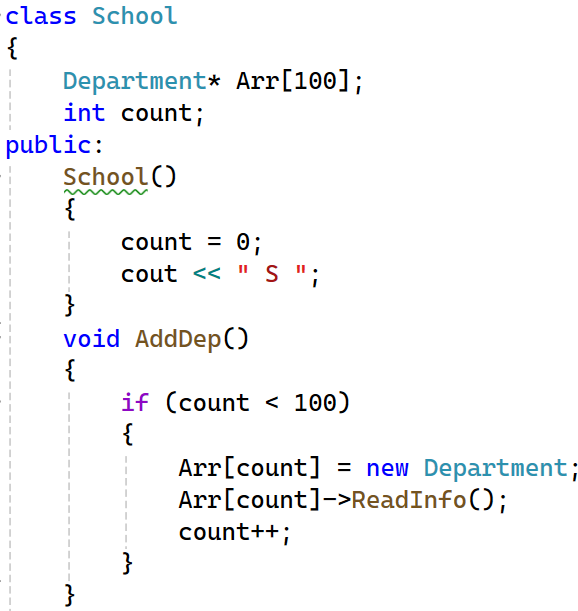 class School
{
    Department* Arr[100];
    int count;
public:
    School()
    {
        count = 0;
        cout << " S ";
    }
    void AddDep()
    {
        if (count < 100)
        {
            Arr[count] = new Department;
            Arr[count]->ReadInfo();
            count++;
        }
    }